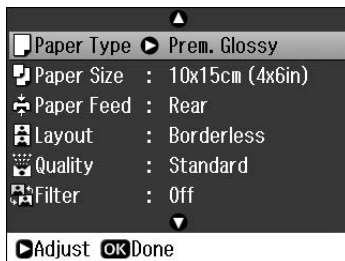 Paper Type Prem. Glossy
Paper Size : 10x15cm (4x6in)
Paper Feed : Rear
Layout : Borderless
Quality : Standard
Filter : Off
Adjust OK Done